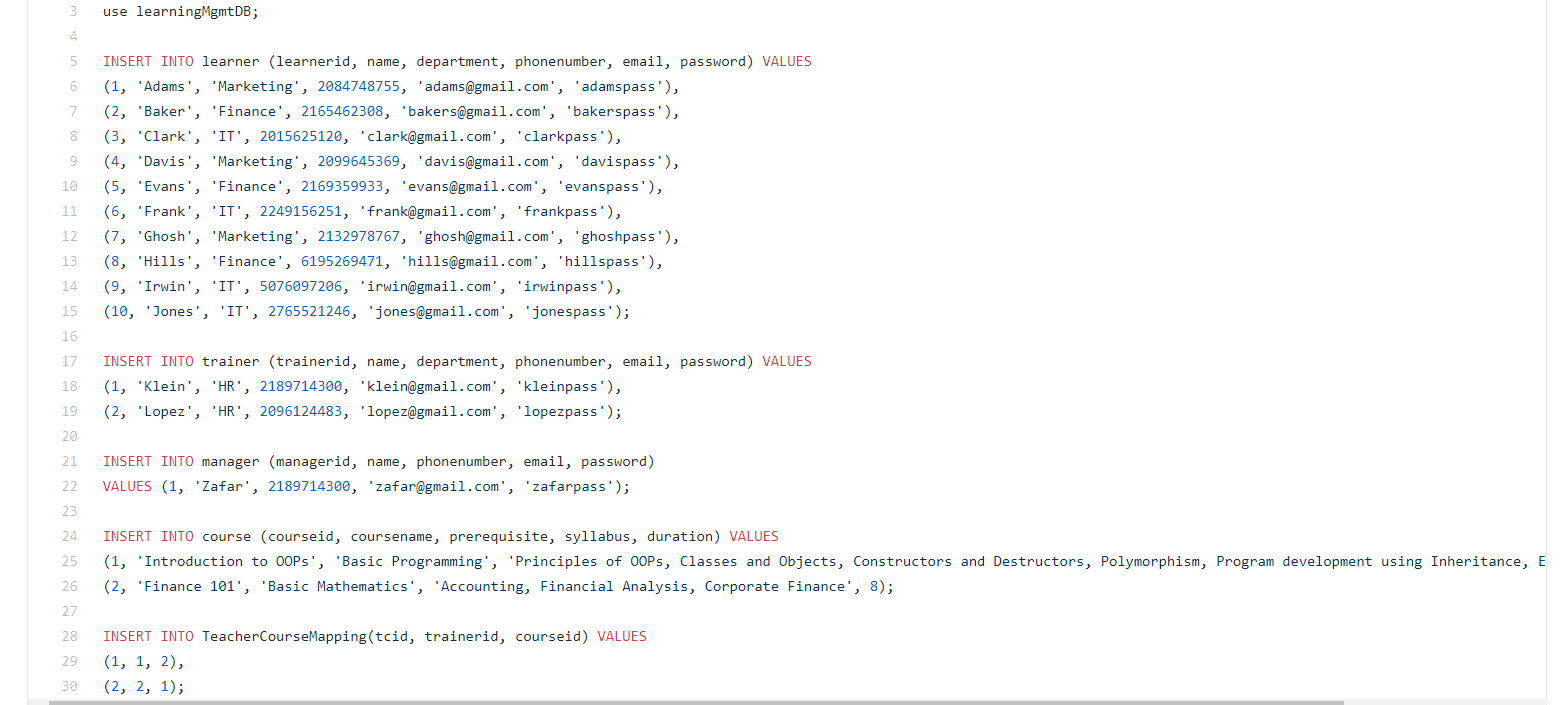 3 use learningMgmtDB;
4
5 INSERT INTO learner (learnerid, name, department, phonenumber, email, password) VALUES
6 (1, 'Adams', 'Marketing', 2084748755, 'adams@gmail.com', 'adamspass'),
7 (2, 'Baker', 'Finance', 2165462308, 'bakers@gmail.com', 'bakerspass'),
8 (3, 'Clark', 'IT', 2015625120, 'clark@gmail.com', 'clarkpass'),
9 (4, 'Davis', 'Marketing', 2099645369, 'davis@gmail.com', 'davispass'),
10 (5, 'Evans', 'Finance', 2169359933, 'evans@gmail.com', 'evanspass'),
11 (6, 'Frank', 'IT', 2249156251, 'frank@gmail.com', 'frankpass'),
12 (7, 'Ghosh', 'Marketing', 2132978767, 'ghosh@gmail.com', 'ghoshpass'),
13 (8, 'Hills', 'Finance', 6195269471, 'hills@gmail.com', 'hillspass'),
14 (9, 'Irwin', 'IT', 5076097206, 'irwin@gmail.com', 'irwinpass'),
15 (10, 'Jones', 'IT', 2765521246, 'jones@gmail.com', 'jonespass');
16
17 INSERT INTO trainer (trainerid, name, department, phonenumber, email, password) VALUES
18 (1, 'Klein', 'HR', 2189714300, 'klein@gmail.com', 'kleinpass'),
19 (2, 'Lopez', 'HR', 2096124483, 'lopez@gmail.com', 'lopezpass');
20
21 INSERT INTO manager (managerid, name, phonenumber, email, password)
22 VALUES (1, 'Zafar', 2189714300, 'zafar@gmail.com', 'zafarpass');
23
24 INSERT INTO course (courseid, coursename, prerequisite, syllabus, duration) VALUES
25 (1, 'Introduction to OOPs', 'Basic Programming', 'Principles of OOPs, Classes and Objects, Constructors and Destructors, Polymorphism, Program development using Inheritance, E
26 (2, 'Finance 101', 'Basic Mathematics', 'Accounting, Financial Analysis, Corporate Finance', 8);
27
28 INSERT INTO TeacherCourseMapping(tcid, trainerid, courseid) VALUES
29 (1, 1, 2),
30 (2, 2, 1);